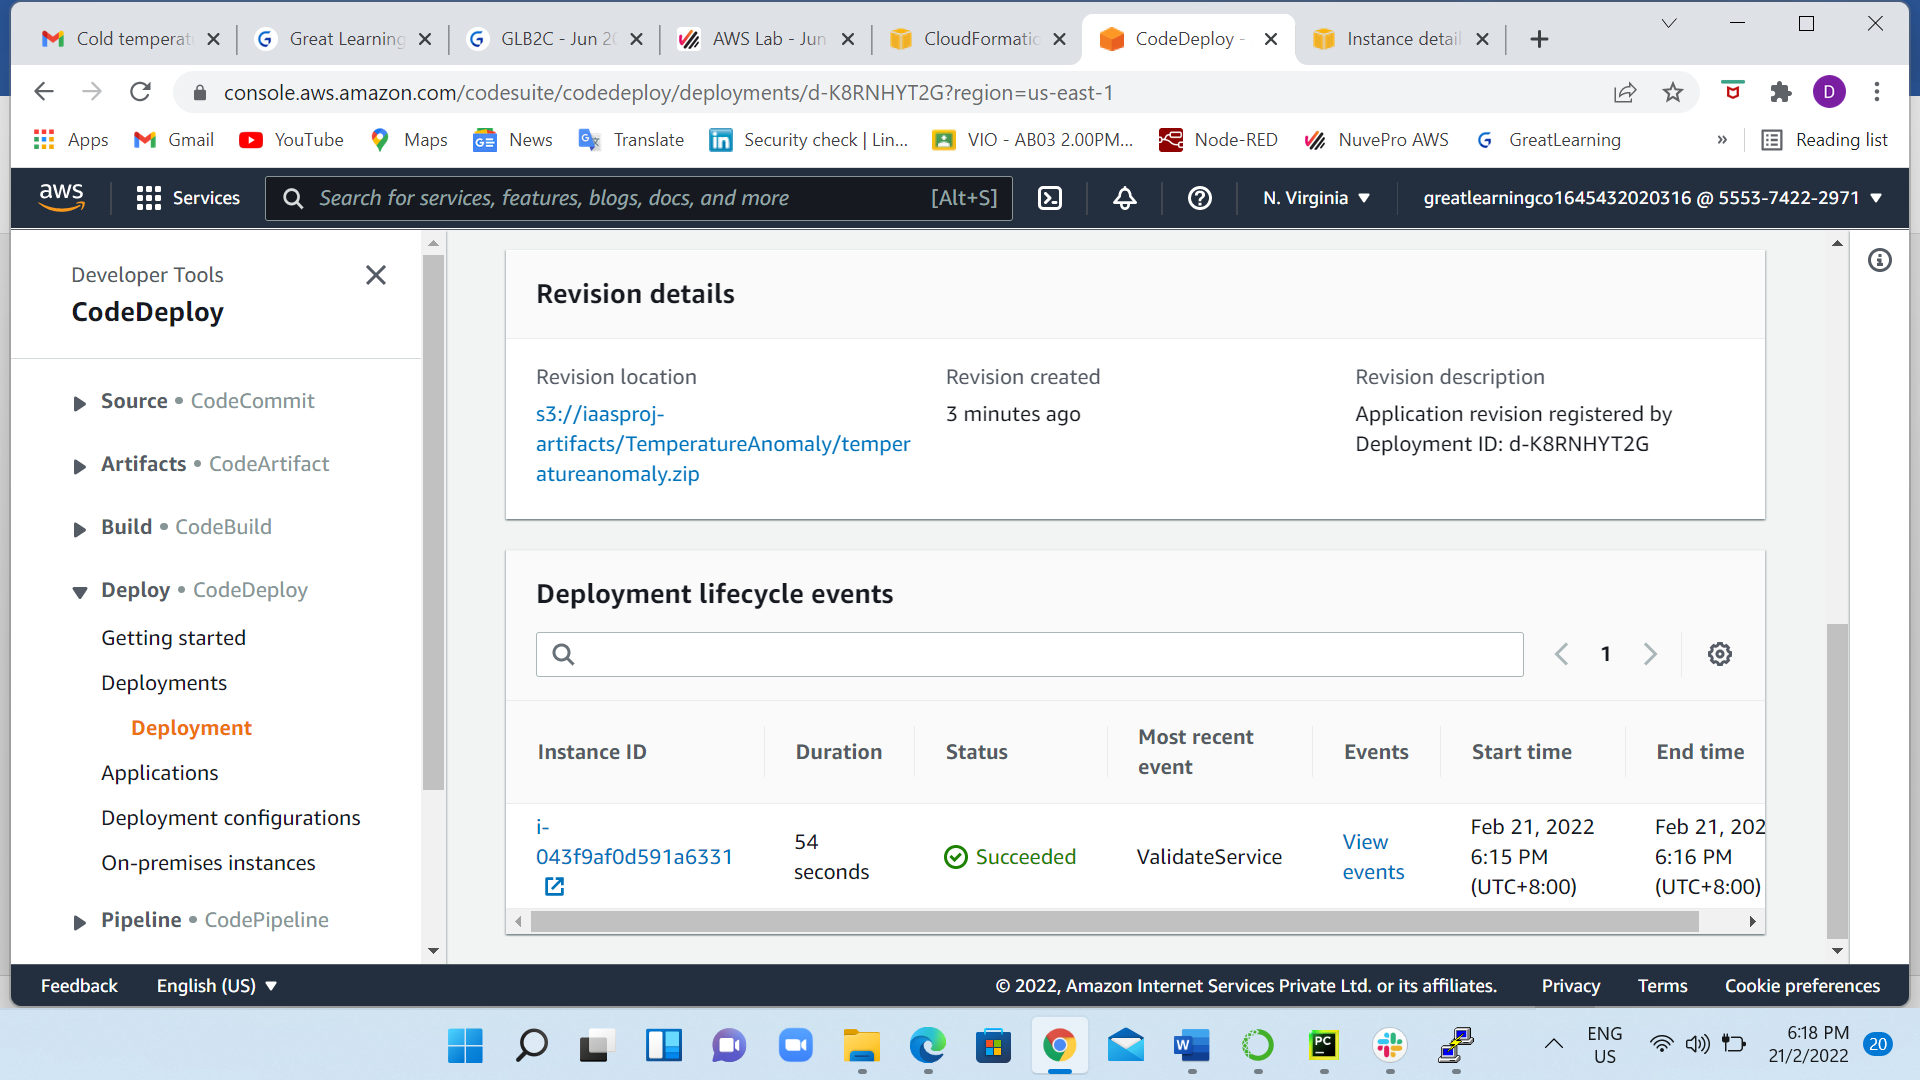 Cold temperat
Great Learning
GLB2C - Jun 20
AWS Lab - Jun
CloudFormatic
CodeDeploy -
Instance detail
console.aws.amazon.com/codesuite/codedeploy/deployments/d-K8RNHYT2G?region=us-east-1
D
Apps
Gmail
YouTube
Maps
News
Translate
Security check | Lin...
VIO - AB03 2.00PM...
Node-RED
NuvePro AWS
GreatLearning
»
Reading list
aws
Services
Search for services, features, blogs, docs, and more
[Alt+S]
N. Virginia
greatlearningco1645432020316 @ 5553-7422-2971
Developer Tools
CodeDeploy
Source • CodeCommit
Artifacts • CodeArtifact
Build • CodeBuild
Deploy • CodeDeploy
Getting started
Deployments
Deployment
Applications
Deployment configurations
On-premises instances
Pipeline • CodePipeline
Revision details
Revision location
s3://iaasproj-
artifacts/TemperatureAnomaly/temper
atureanomaly.zip
Revision created
3 minutes ago
Revision description
Application revision registered by
Deployment ID: d-K8RNHYT2G
Deployment lifecycle events
1
Instance ID
Duration
Status
Most recent
event
Events
Start time
End time
i-
043f9af0d591a6331
54
seconds
Succeeded
ValidateService
View
events
Feb 21, 2022
6:15 PM
(UTC+8:00)
Feb 21, 202
6:16 PM
(UTC+8:00)
Feedback
English (US)
© 2022, Amazon Internet Services Private Ltd. or its affiliates.
Privacy
Terms
Cookie preferences
ENG
US
6:18 PM
21/2/2022
20